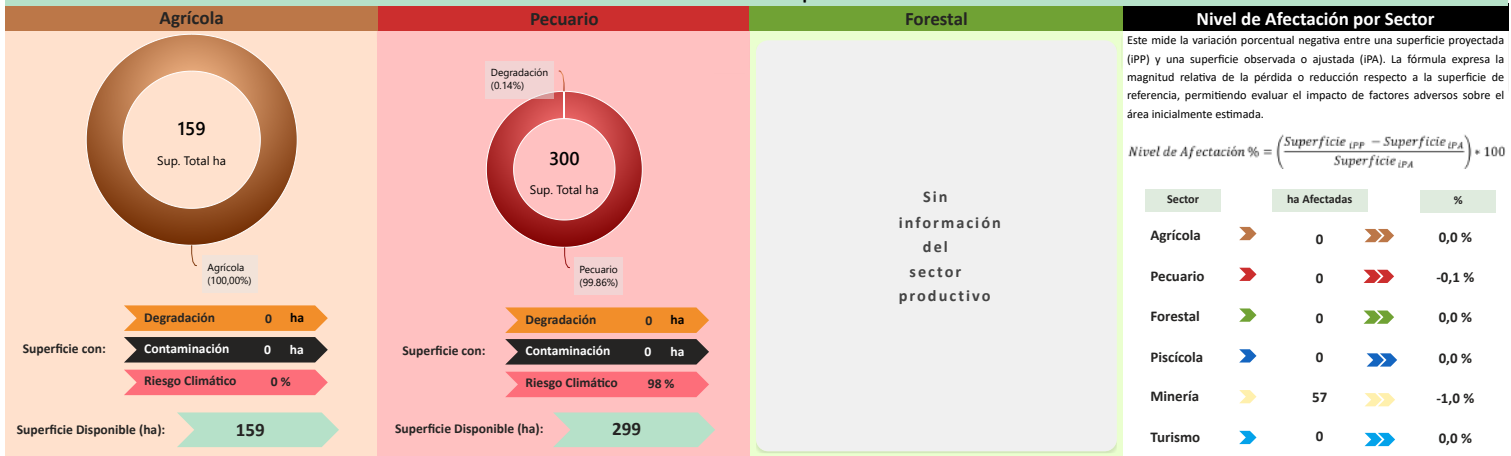 Agrícola
159
Sup. Total ha
Agrícola
(100,00%)
Superficie con:
Degradación 0 ha
Contaminación 0 ha
Riesgo Climático 0 %
Superficie Disponible (ha): 159
Pecuario
Degradación
(0.14%)
300
Sup. Total ha
Pecuario
(99.86%)
Superficie con:
Degradación 0 ha
Contaminación 0 ha
Riesgo Climático 98 %
Superficie Disponible (ha): 299
Forestal
Sin
información
del
sector
productivo
Nivel de Afectación por Sector
Este mide la variación porcentual negativa entre una superficie proyectada
(iPP) y una superficie observada o ajustada (iPA). La fórmula expresa la
magnitud relativa de la pérdida o reducción respecto a la superficie de
referencia, permitiendo evaluar el impacto de factores adversos sobre el
área inicialmente estimada.
Nivel de Afectación % = (Superficie iPP − Superficie iPA / Superficie iPA) * 100
Sector ha Afectadas %
Agrícola 0 0,0 %
Pecuario 0 -0,1 %
Forestal 0 0,0 %
Piscícola 0 0,0 %
Minería 57 -1,0 %
Turismo 0 0,0 %